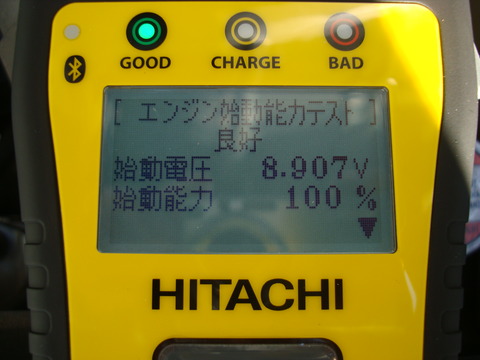 GOOD CHARGE BAD
[ エンジン始動能力テスト ]
良好
始動電圧 8.907V
始動能力 100 %
▼
HITACHI